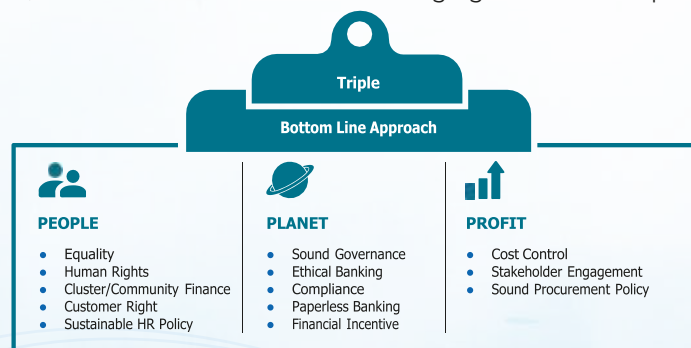 Triple
Bottom Line Approach
PEOPLE
• Equality
• Human Rights
• Cluster/Community Finance
• Customer Right
• Sustainable HR Policy
PLANET
• Sound Governance
• Ethical Banking
• Compliance
• Paperless Banking
• Financial Incentive
PROFIT
• Cost Control
• Stakeholder Engagement
• Sound Procurement Policy